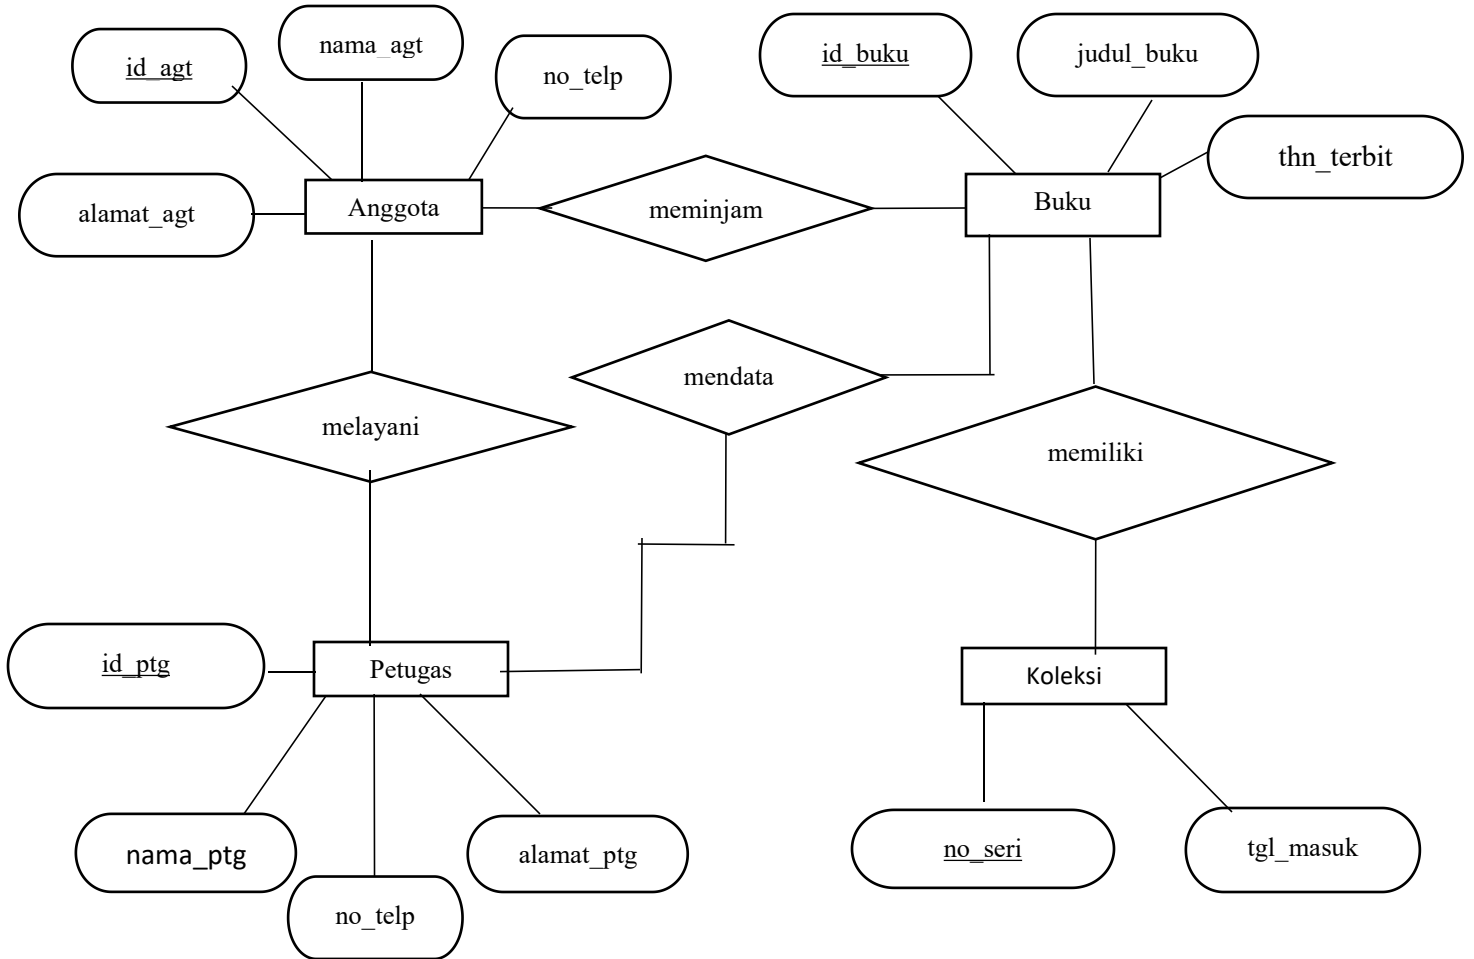 id_agt
nama_agt
no_telp
id_buku
judul_buku
thn_terbit
alamat_agt
Anggota
meminjam
Buku
mendata
melayani
memiliki
id_ptg
Petugas
Koleksi
nama_ptg
no_telp
alamat_ptg
no_seri
tgl_masuk